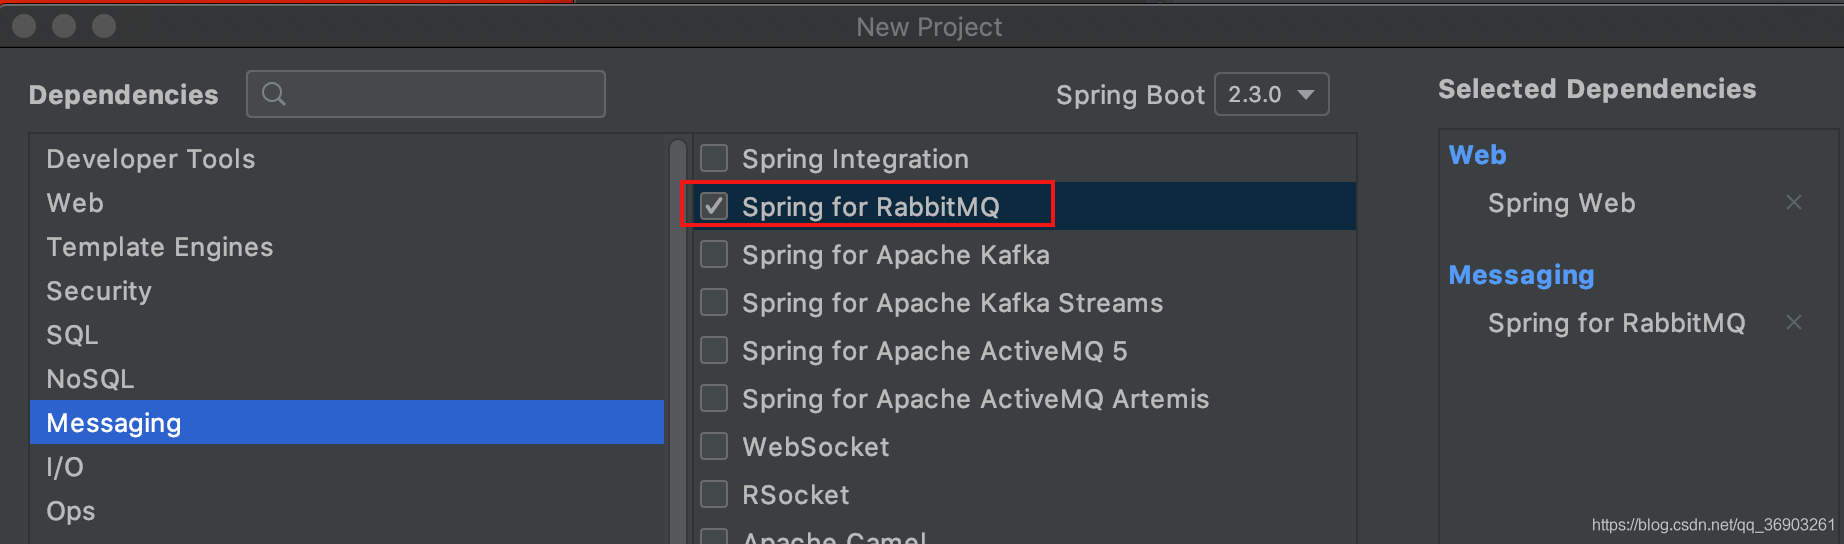 New Project
Dependencies
Spring Boot 2.3.0
Selected Dependencies
Developer Tools
Web
Template Engines
Security
SQL
NoSQL
Messaging
I/O
Ops
Spring Integration
Spring for RabbitMQ
Spring for Apache Kafka
Spring for Apache Kafka Streams
Spring for Apache ActiveMQ 5
Spring for Apache ActiveMQ Artemis
WebSocket
RSocket
Apache Camel
Web
Spring Web
Messaging
Spring for RabbitMQ
https://blog.csdn.net/qq_36903261